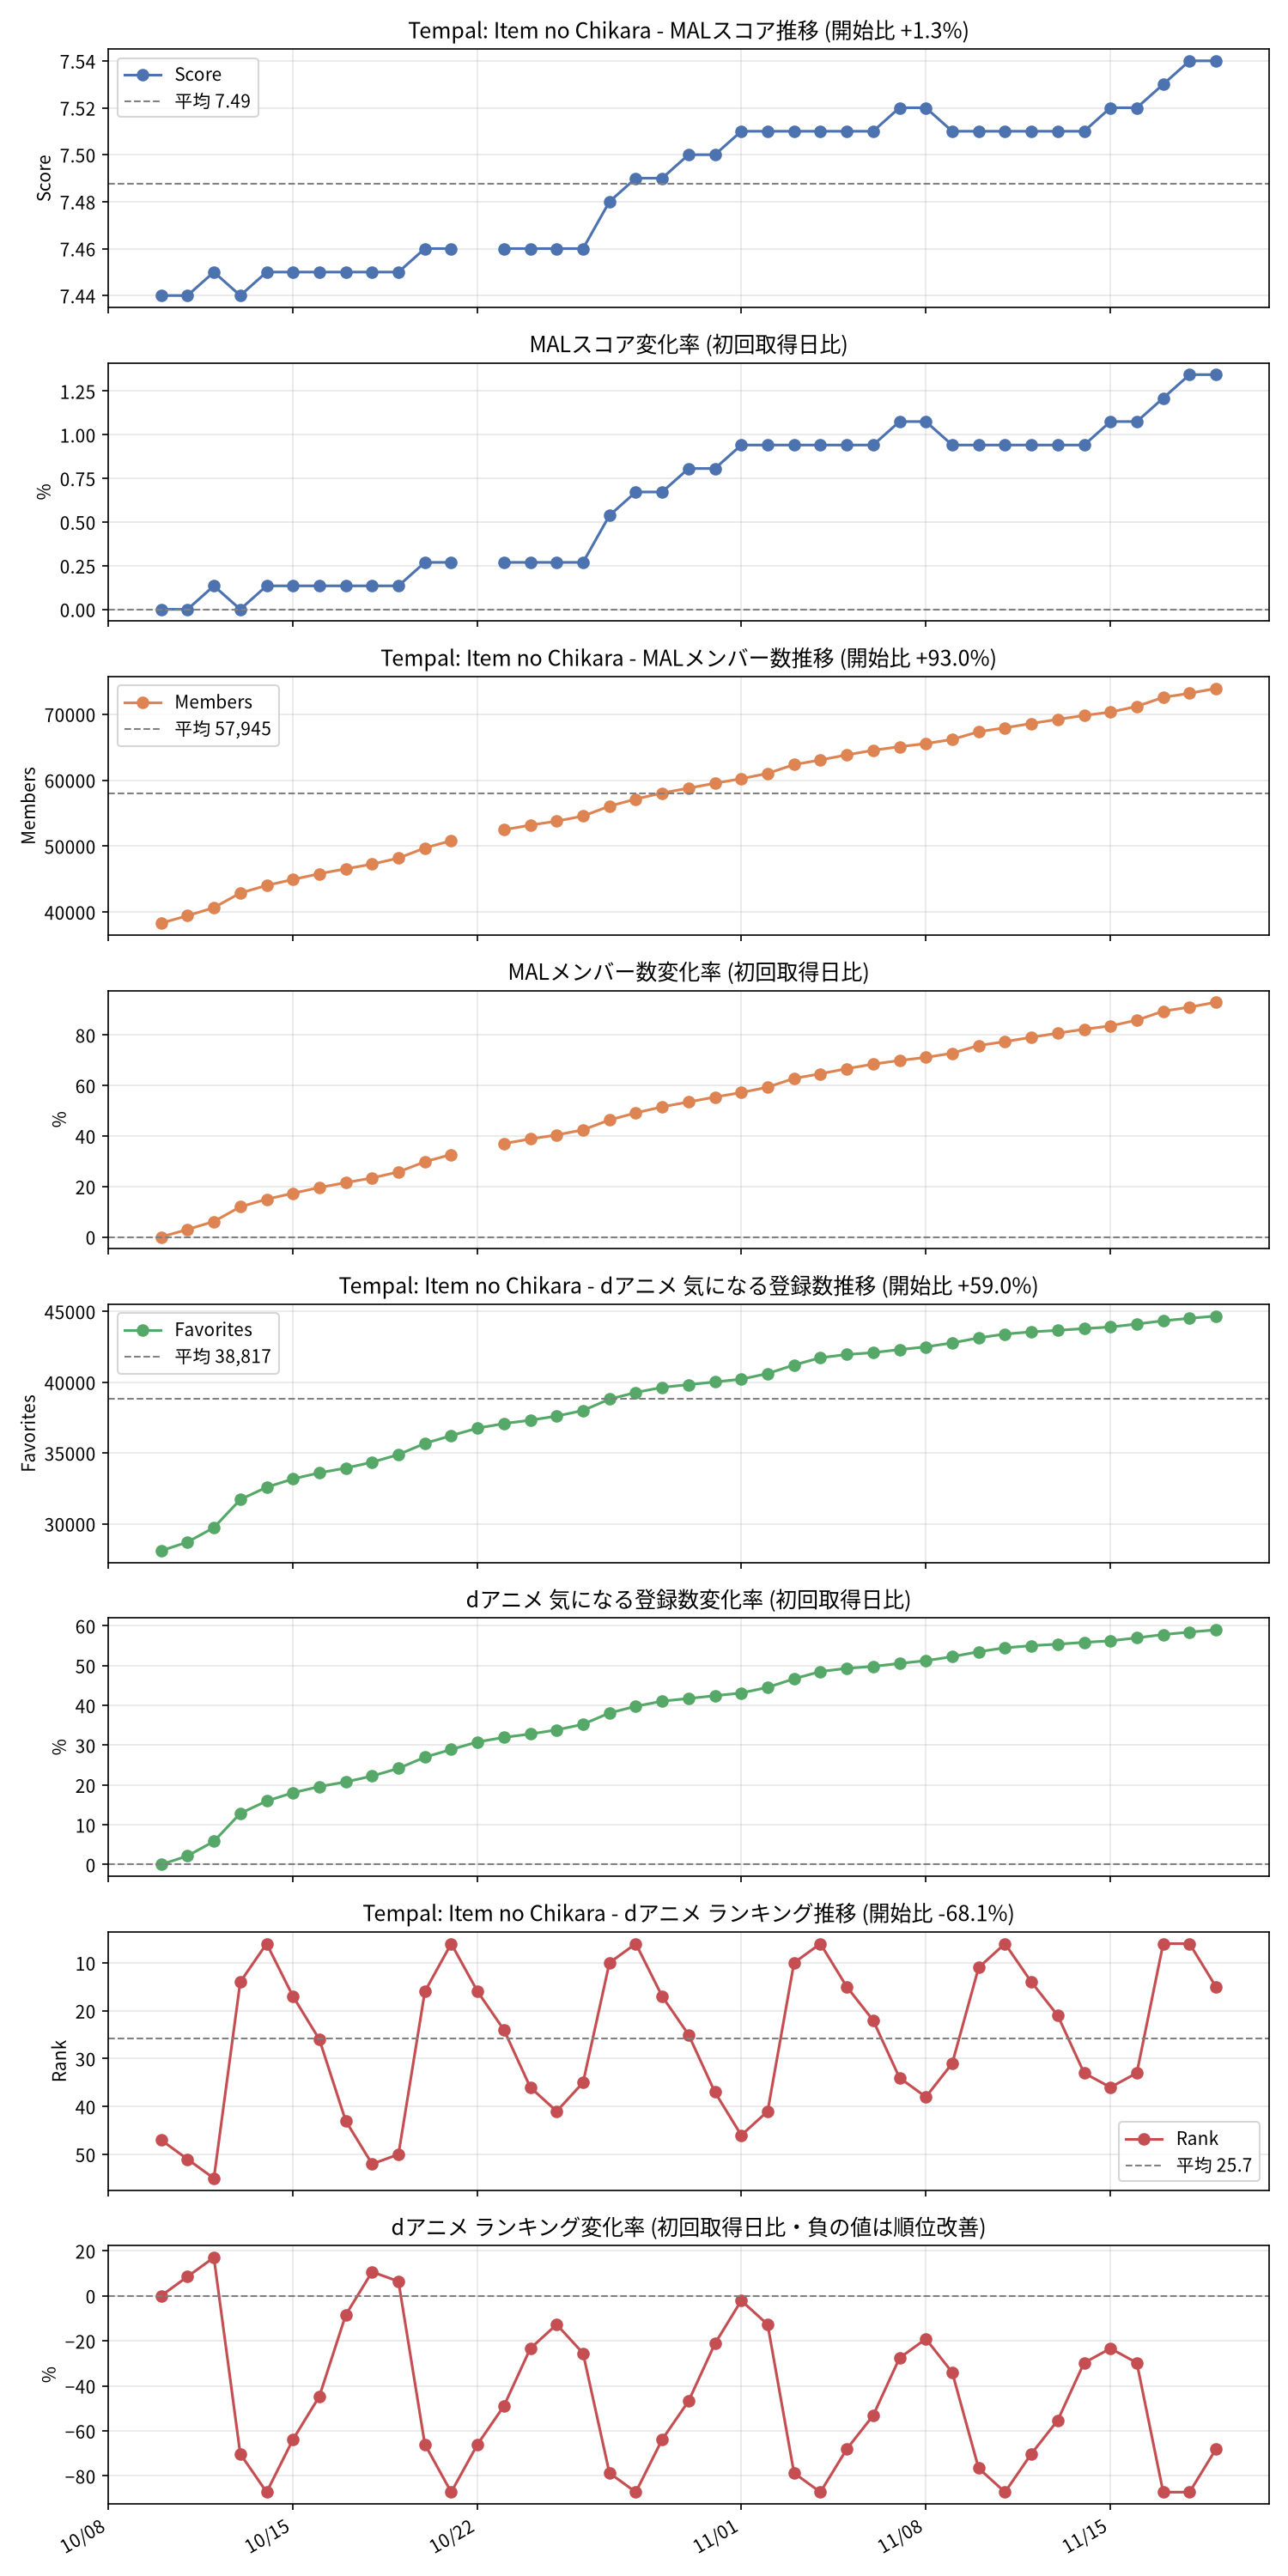 Tempal: Item no Chikara - MALスコア推移 (開始比 +1.3%)
Score
7.54
7.52
7.50
7.48
7.46
7.44
Score
平均 7.49
MALスコア変化率 (初回取得日比)
%
1.25
1.00
0.75
0.50
0.25
0.00
Tempal: Item no Chikara - MALメンバー数推移 (開始比 +93.0%)
Members
70000
60000
50000
40000
Members
平均 57,945
MALメンバー数変化率 (初回取得日比)
%
80
60
40
20
0
Tempal: Item no Chikara - dアニメ 気になる登録数推移 (開始比 +59.0%)
Favorites
45000
40000
35000
30000
Favorites
平均 38,817
dアニメ 気になる登録数変化率 (初回取得日比)
%
60
50
40
30
20
10
0
Tempal: Item no Chikara - dアニメ ランキング推移 (開始比 -68.1%)
Rank
10
20
30
40
50
Rank
平均 25.7
dアニメ ランキング変化率 (初回取得日比・負の値は順位改善)
%
20
0
−20
−40
−60
−80
10/08
10/15
10/22
11/01
11/08
11/15